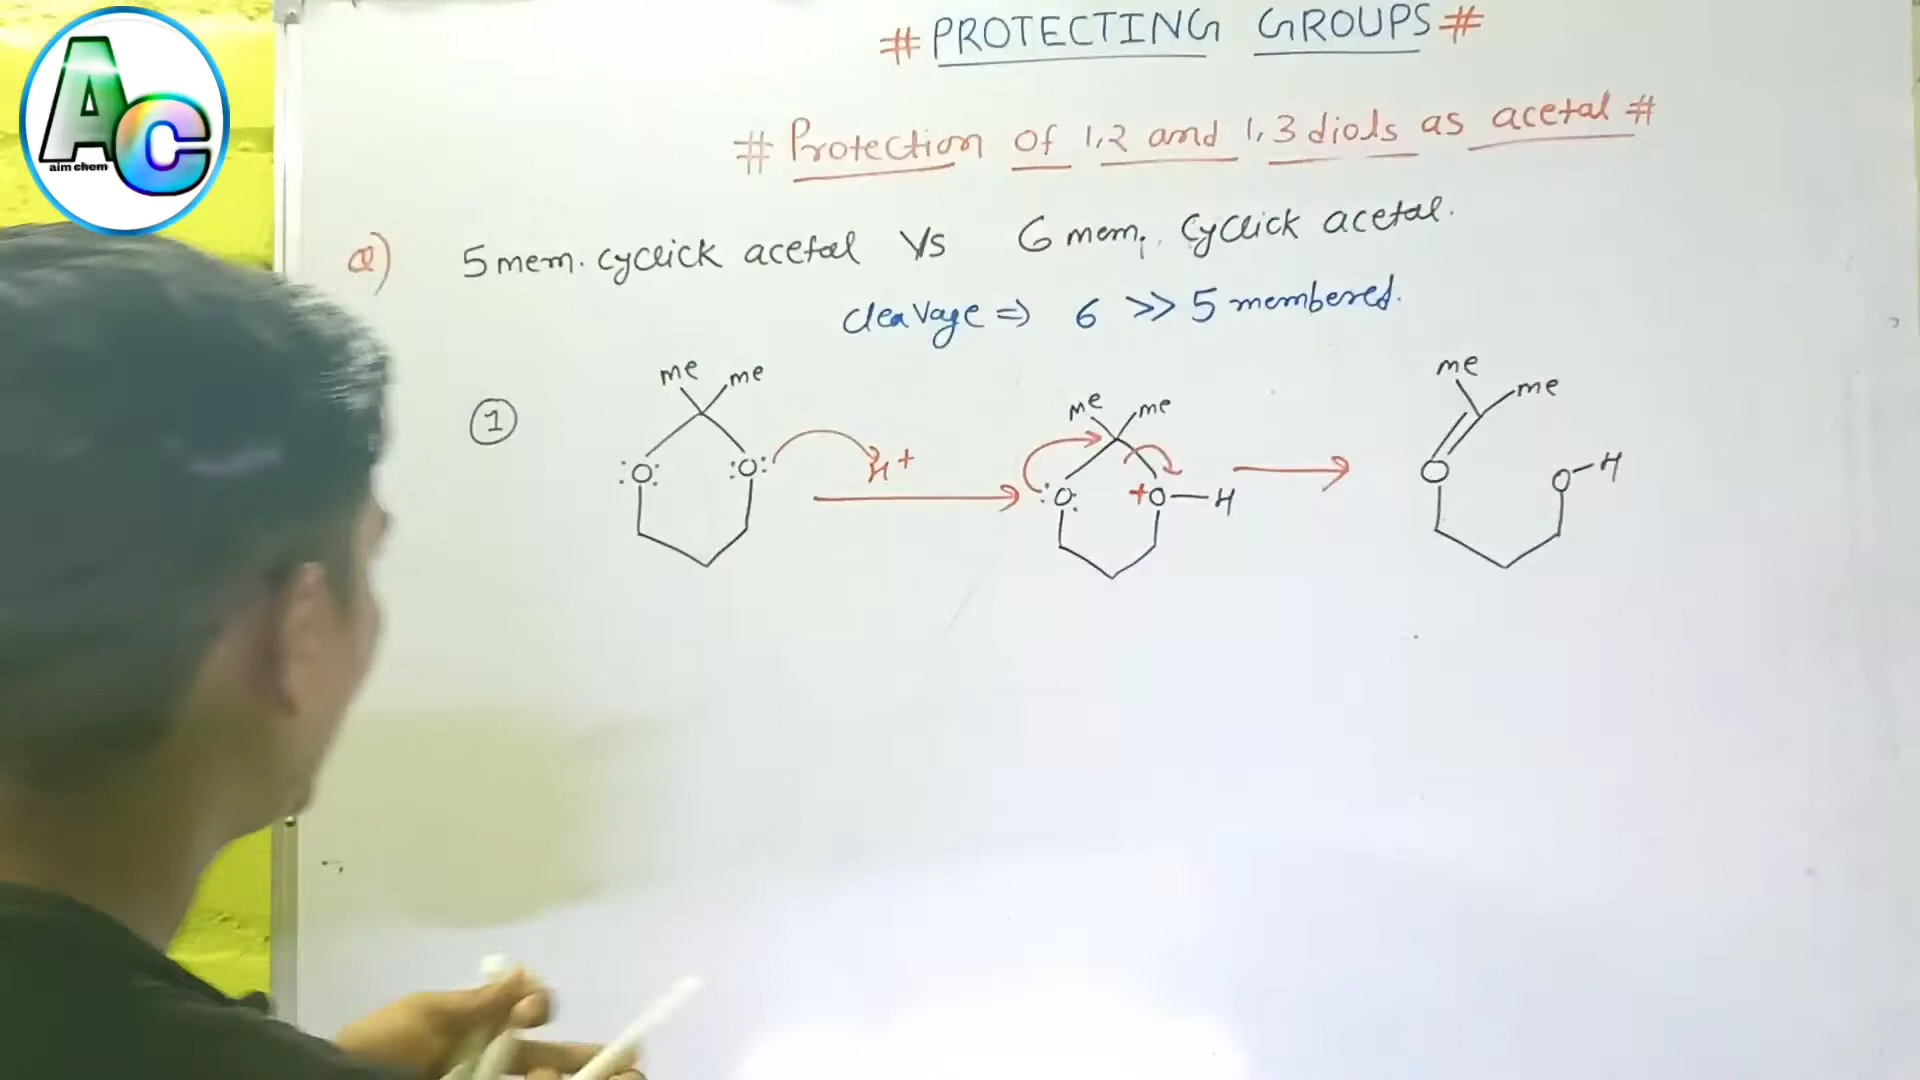 AC
aim chem
# PROTECTING GROUPS #
# Protection of 1,2 and 1,3 diols as acetal #
Q) 5 mem. cyclick acetal Vs 6 mem. cyclick acetal.
cleavage => 6 >> 5 membered.
1
me me
:O: :O: H+
me me
:O: +O-H
me me
O O-H